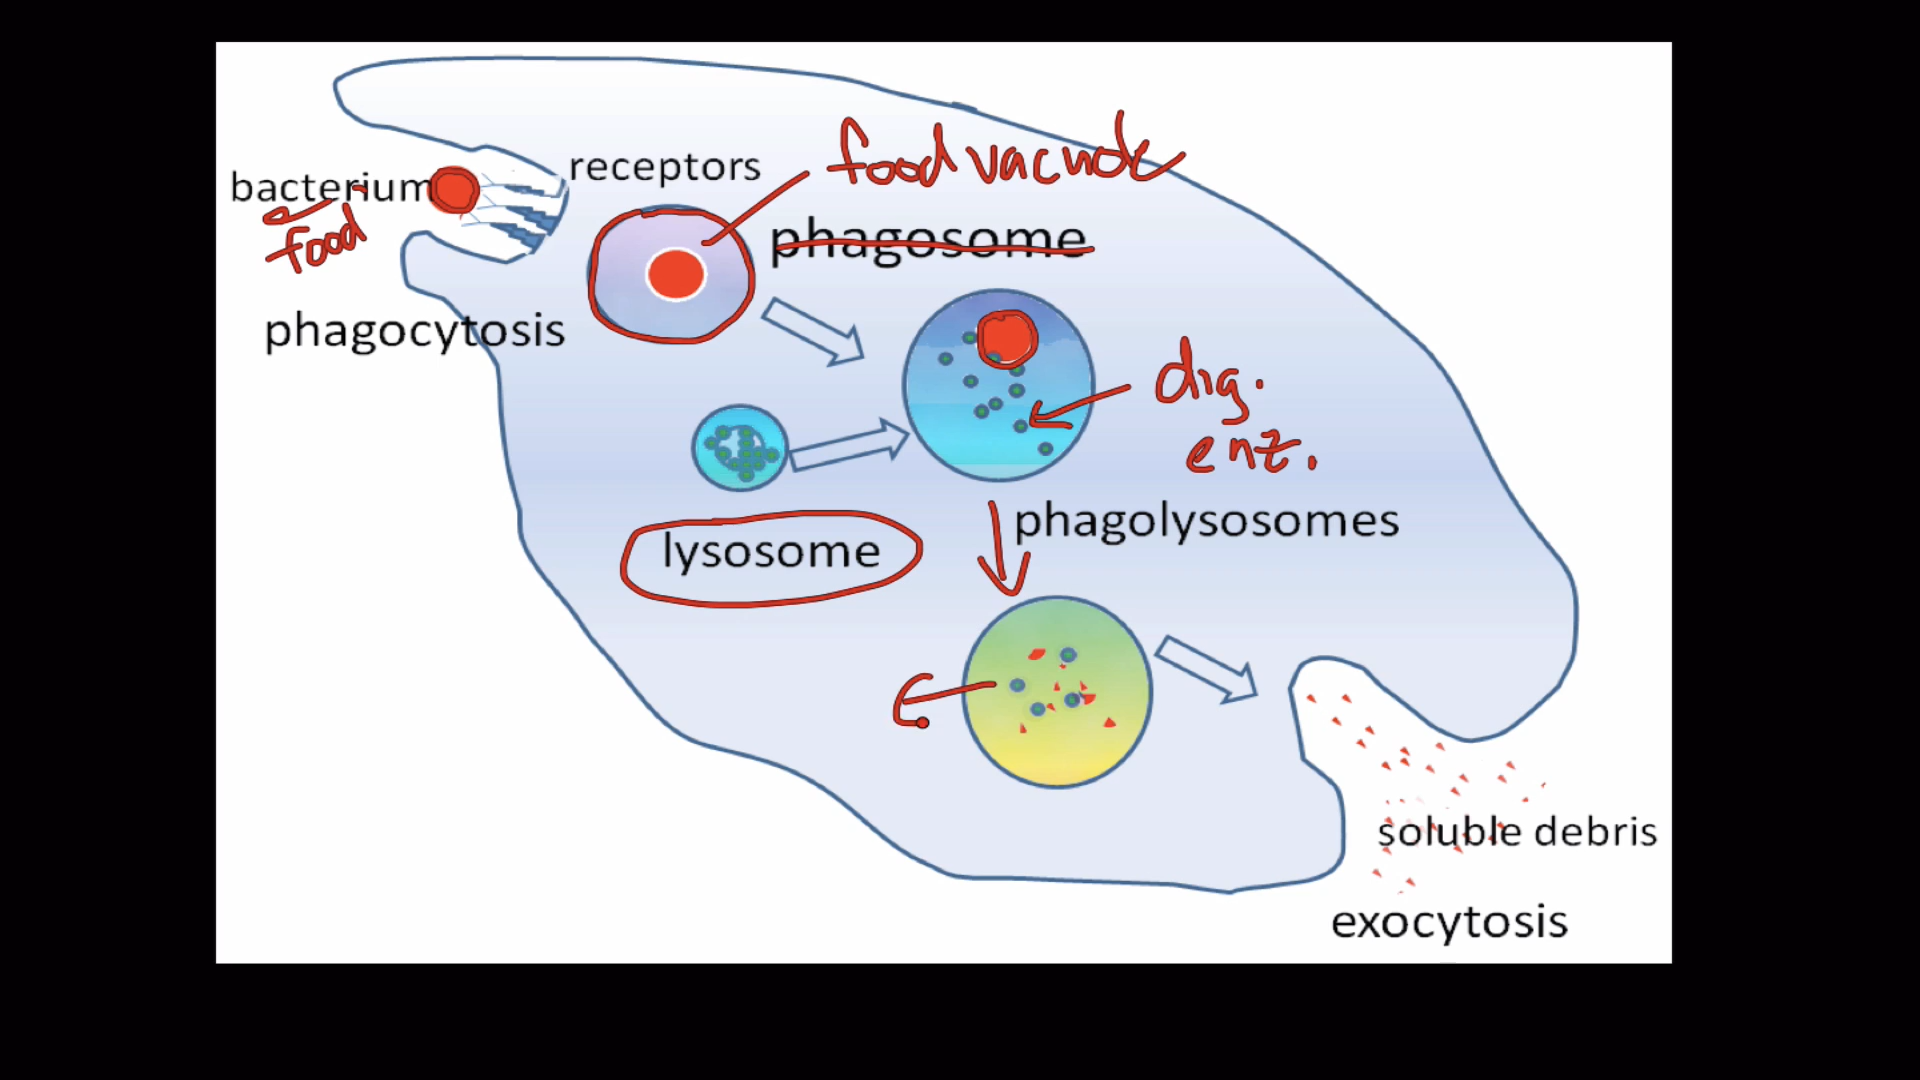 receptors
food vacuole
bacterium
food
phagosome
phagocytosis
dig.
enz.
phagolysosomes
lysosome
soluble debris
exocytosis